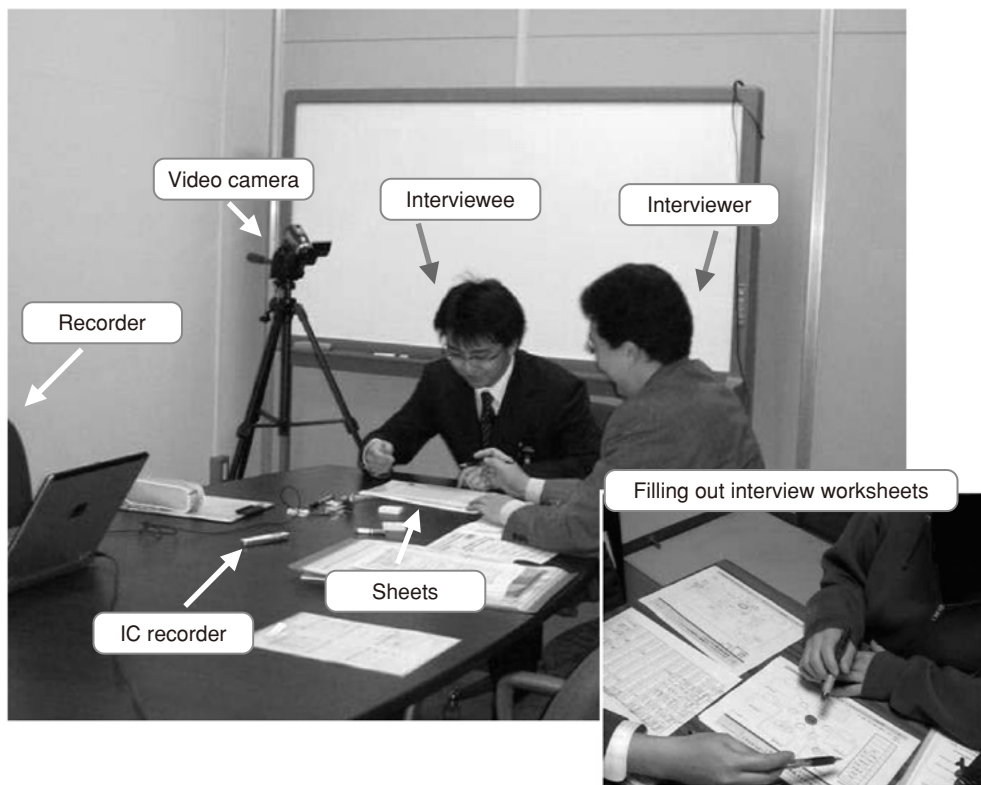 Video camera
Interviewee
Interviewer
Recorder
Filling out interview worksheets
Sheets
IC recorder